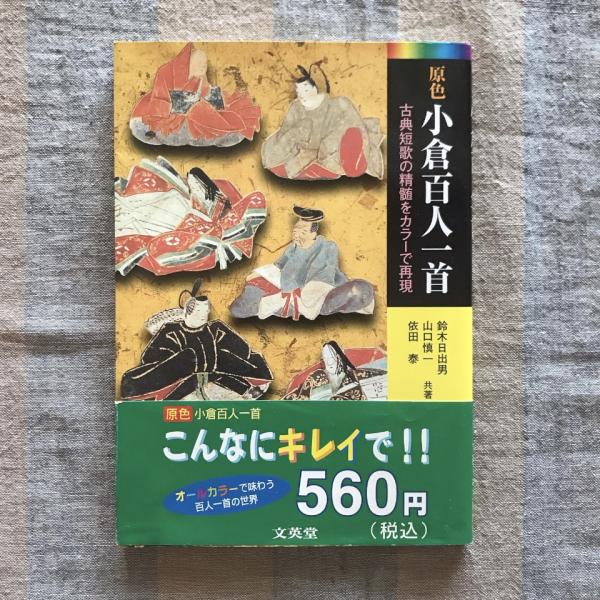 原色
小倉百人一首
古典短歌の精髄をカラーで再現
鈴木日出男
山口慎一
依田 泰
共著
原色 小倉百人一首
こんなにキレイで!!
オールカラーで味わう
百人一首の世界
560円
(税込)
文英堂